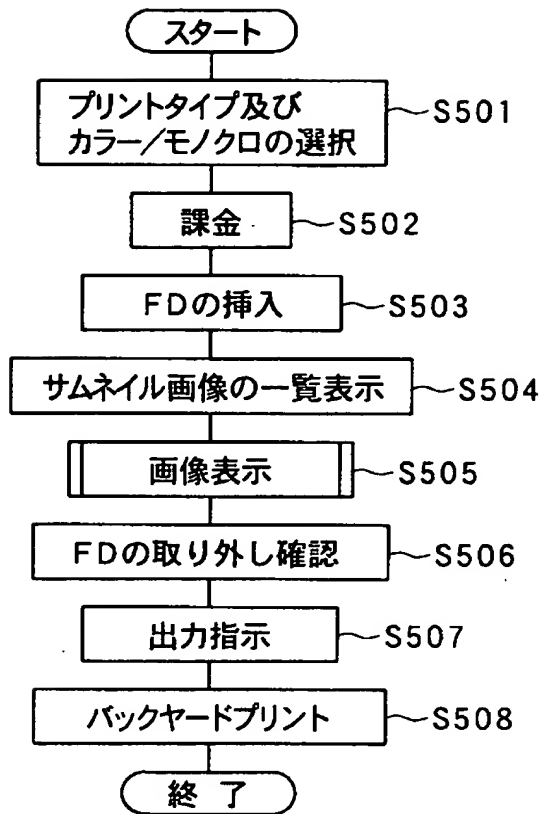 スタート
プリントタイプ及び
カラー/モノクロの選択
S501
課金
S502
FDの挿入
S503
サムネイル画像の一覧表示
S504
画像表示
S505
FDの取り外し確認
S506
出力指示
S507
バックヤードプリント
S508
終了